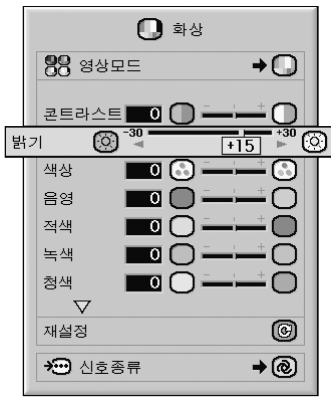 화상
영상모드
콘트라스트 0 - +
밝기 -30 +15 +30
색상 0 - +
음영 0 - +
적색 0 - +
녹색 0 - +
청색 0 - +
재설정
신호종류